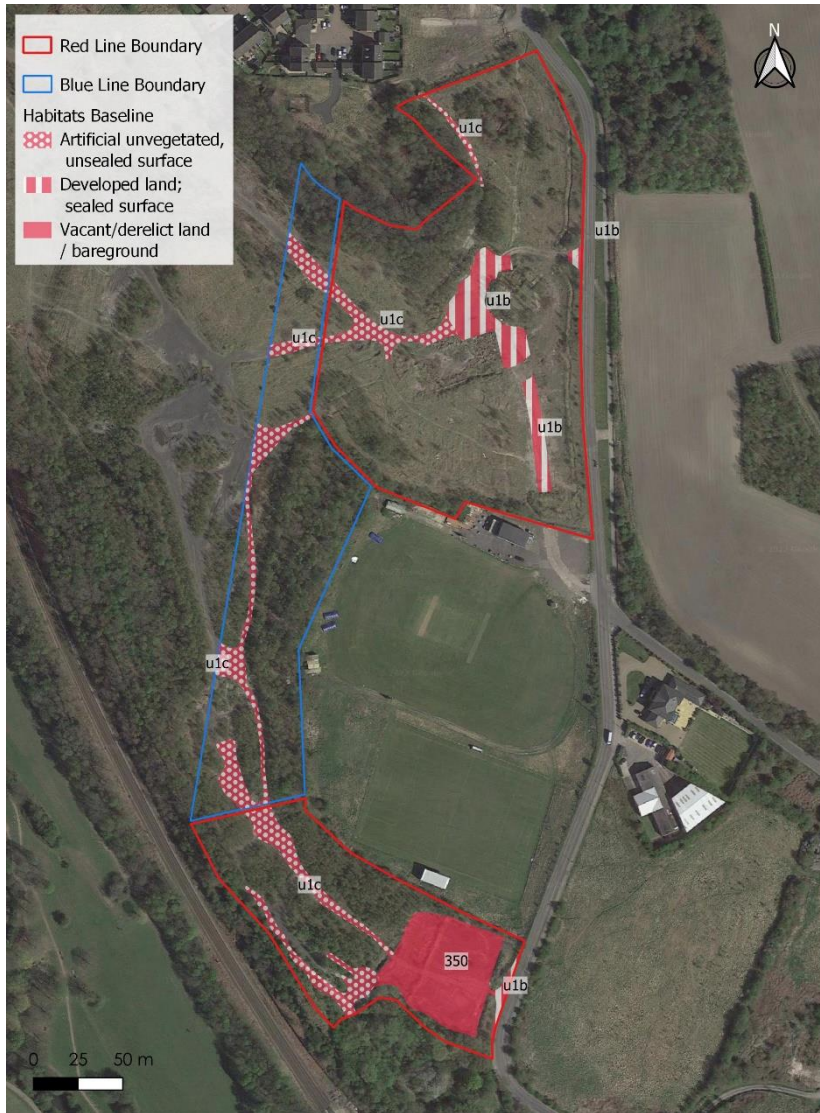 Red Line Boundary
Blue Line Boundary
Habitats Baseline
Artificial unvegetated,
unsealed surface
Developed land;
sealed surface
Vacant/derelict land
/ bareground
N
u1c
u1b
u1b
u1c
u1c
u1b
u1c
u1c
350
u1b
0 25 50 m